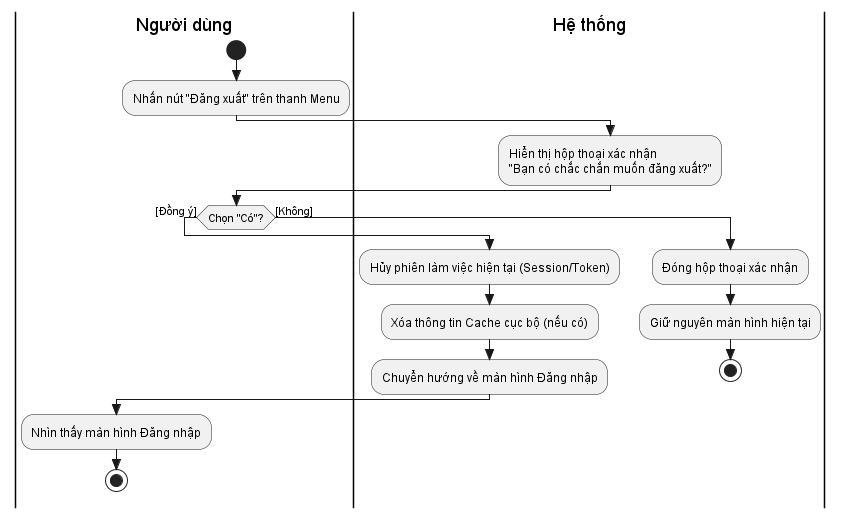 Người dùng
Hệ thống
Nhấn nút "Đăng xuất" trên thanh Menu
Hiển thị hộp thoại xác nhận
"Bạn có chắc chắn muốn đăng xuất?"
[Đồng ý]
Chọn "Có"?
[Không]
Hủy phiên làm việc hiện tại (Session/Token)
Đóng hộp thoại xác nhận
Xóa thông tin Cache cục bộ (nếu có)
Giữ nguyên màn hình hiện tại
Chuyển hướng về màn hình Đăng nhập
Nhìn thấy màn hình Đăng nhập